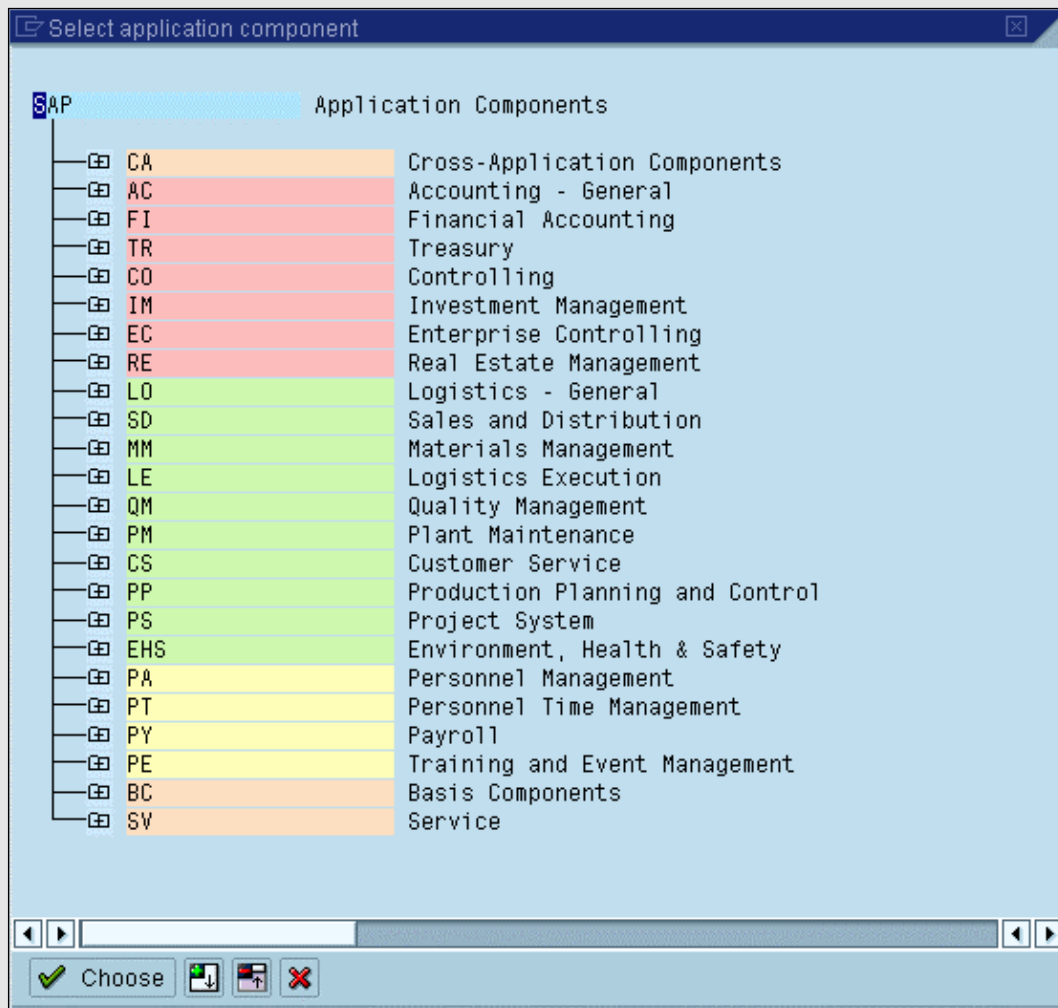 Select application component
SAP Application Components
CA Cross-Application Components
AC Accounting - General
FI Financial Accounting
TR Treasury
CO Controlling
IM Investment Management
EC Enterprise Controlling
RE Real Estate Management
LO Logistics - General
SD Sales and Distribution
MM Materials Management
LE Logistics Execution
QM Quality Management
PM Plant Maintenance
CS Customer Service
PP Production Planning and Control
PS Project System
EHS Environment, Health & Safety
PA Personnel Management
PT Personnel Time Management
PY Payroll
PE Training and Event Management
BC Basis Components
SV Service
Choose